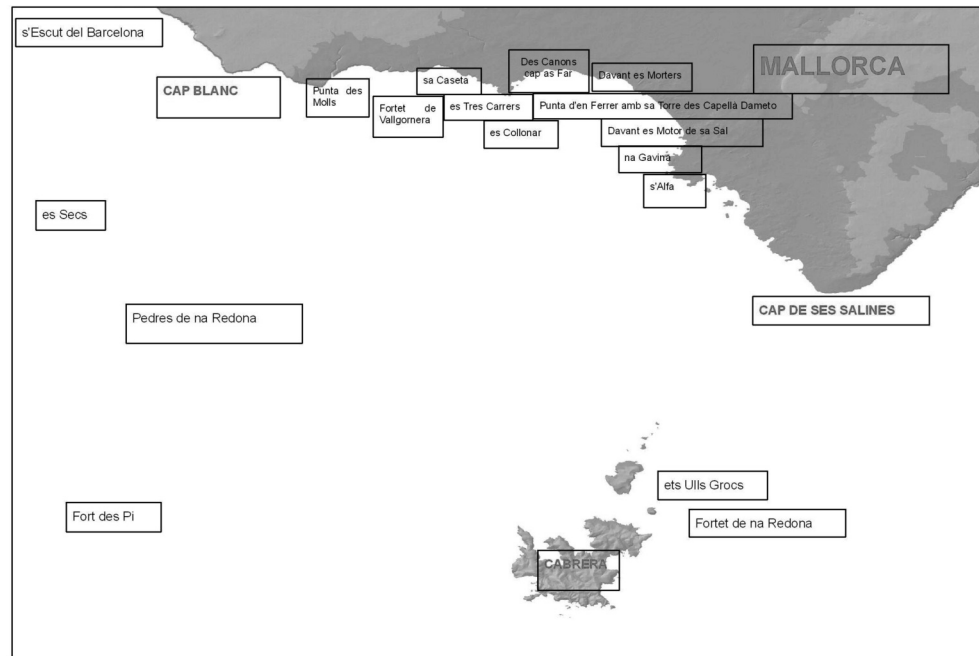 s'Escut del Barcelona
Des Canons
cap as Far
MALLORCA
sa Caseta
Davant es Morters
CAP BLANC
Punta des
Molls
Fortet de
Vallgornera
es Tres Carrers
Punta d'en Ferrer amb sa Torre des Capellà Dameto
es Collonar
Davant es Motor de sa Sal
na Gavina
s'Alfa
es Secs
Pedres de na Redona
CAP DE SES SALINES
ets Ulls Grocs
Fort des Pi
Fortet de na Redona
CABRERA